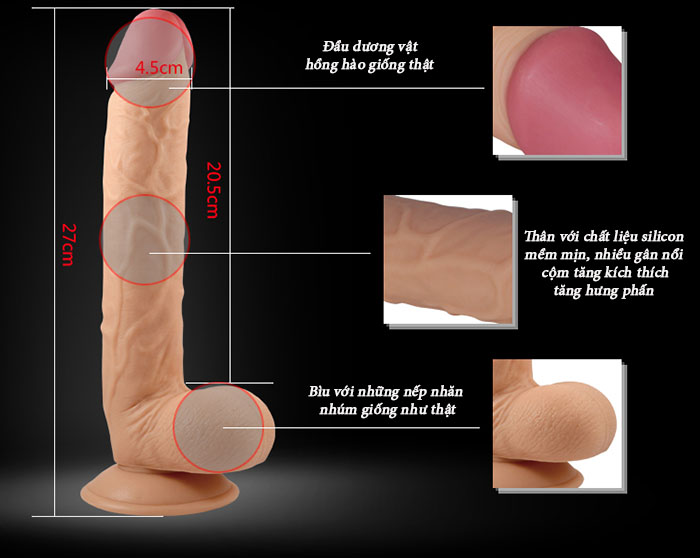 Đầu dương vật
hồng hào giống thật
4.5cm
20.5cm
27cm
Thân với chất liệu silicon
mềm mịn, nhiều gân nổi
cộm tăng kích thích
tăng hưng phấn
Bìu với những nếp nhăn
nhúm giống như thật